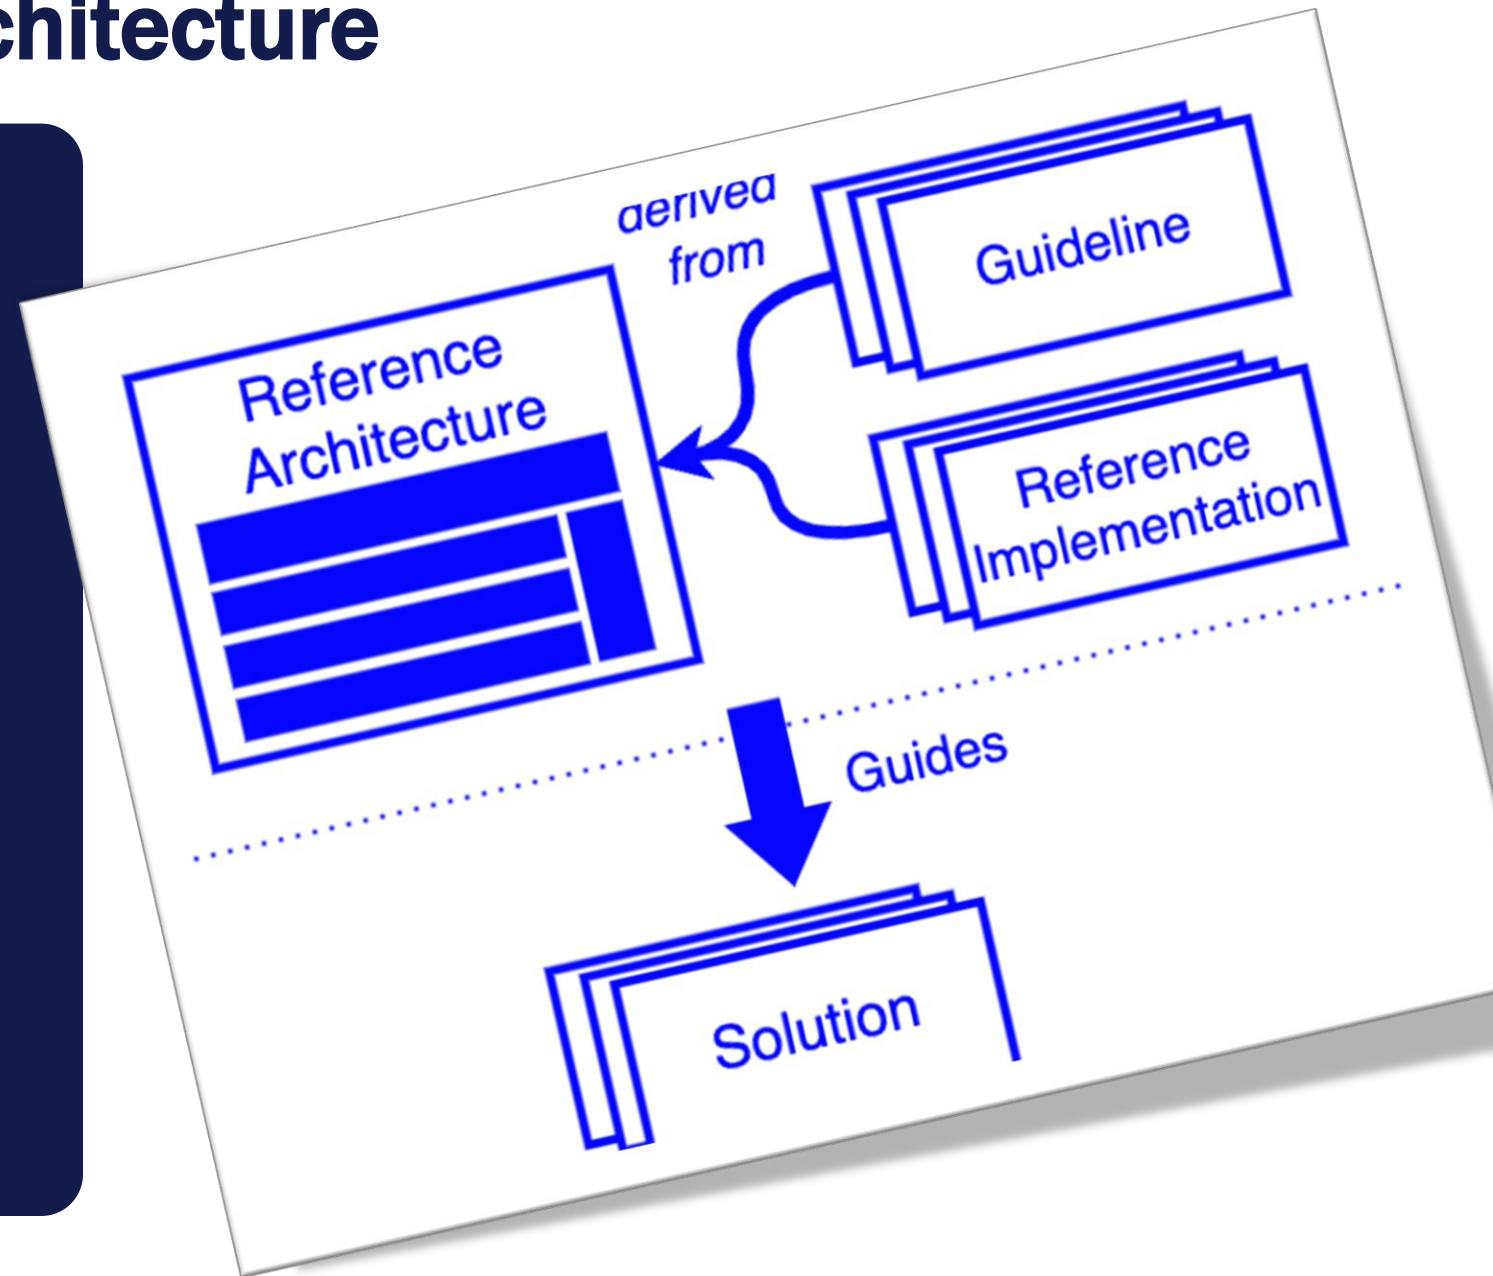 chitecture
derived
from
Guideline
Reference
Architecture
Reference
Implementation
Guides
Solution